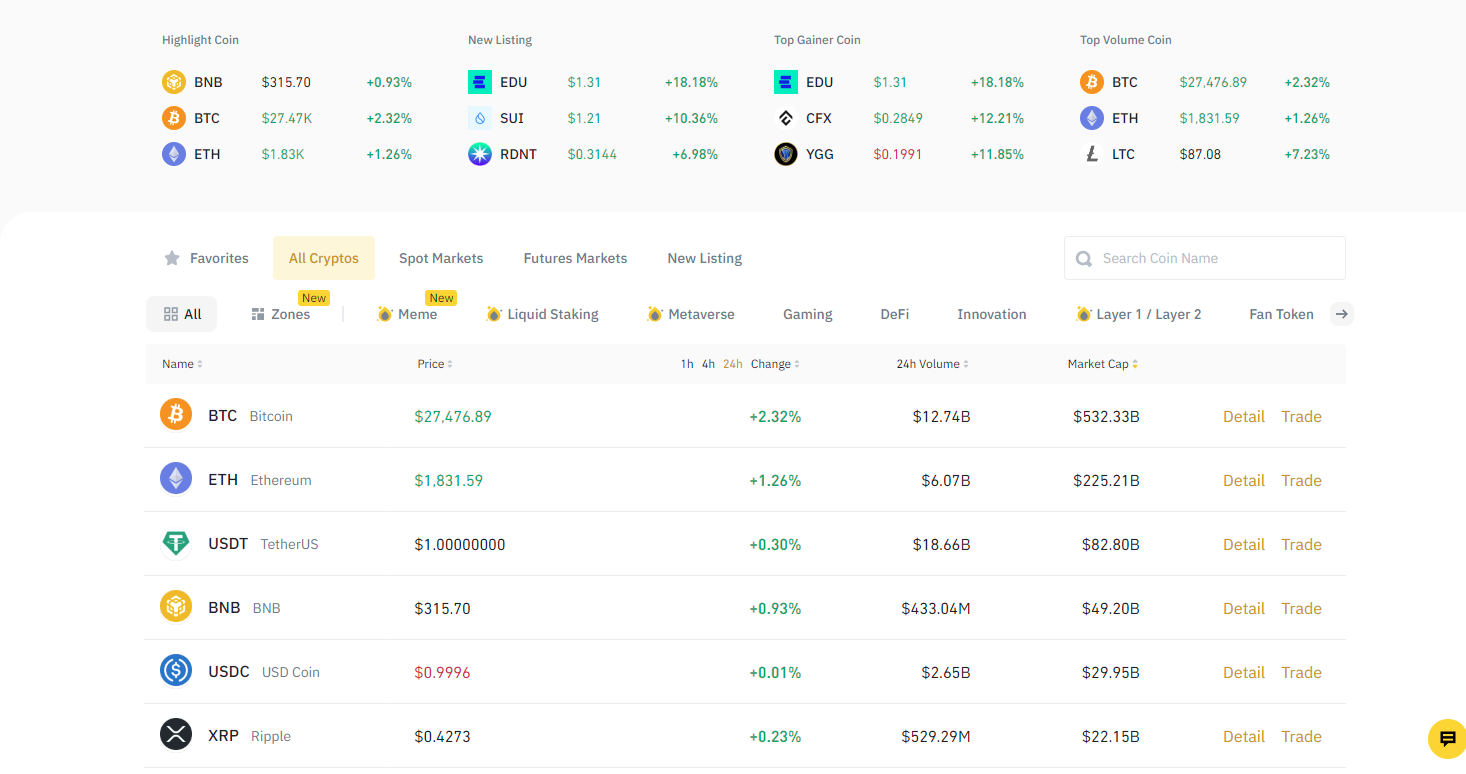 Highlight Coin New Listing Top Gainer Coin Top Volume Coin
BNB $315.70 +0.93% EDU $1.31 +18.18% EDU $1.31 +18.18% BTC $27,476.89 +2.32%
BTC $27.47K +2.32% SUI $1.21 +10.36% CFX $0.2849 +12.21% ETH $1,831.59 +1.26%
ETH $1.83K +1.26% RDNT $0.3144 +6.98% YGG $0.1991 +11.85% LTC $87.08 +7.23%
Favorites All Cryptos Spot Markets Futures Markets New Listing Search Coin Name
New New
All Zones Meme Liquid Staking Metaverse Gaming DeFi Innovation Layer 1 / Layer 2 Fan Token
Name Price 1h 4h 24h Change 24h Volume Market Cap
BTC Bitcoin $27,476.89 +2.32% $12.74B $532.33B Detail Trade
ETH Ethereum $1,831.59 +1.26% $6.07B $225.21B Detail Trade
USDT TetherUS $1.00000000 +0.30% $18.66B $82.80B Detail Trade
BNB BNB $315.70 +0.93% $433.04M $49.20B Detail Trade
USDC USD Coin $0.9996 +0.01% $2.65B $29.95B Detail Trade
XRP Ripple $0.4273 +0.23% $529.29M $22.15B Detail Trade